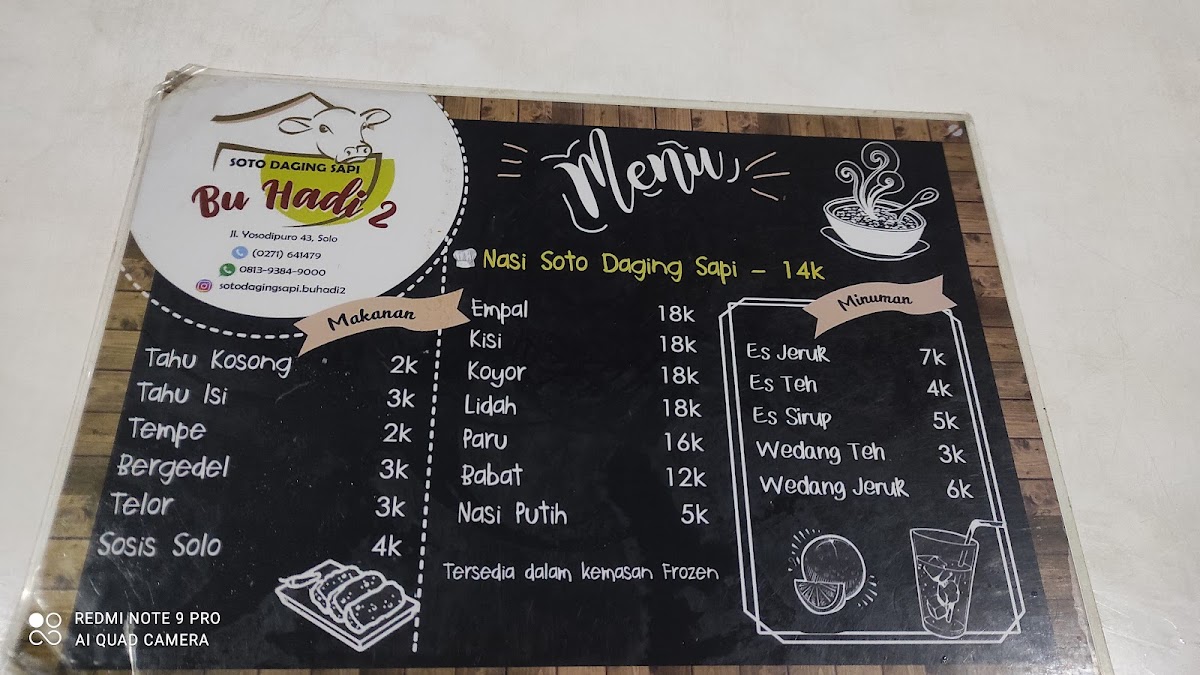 SOTO DAGING SAPI
Bu Hadi 2
Jl. Yosodipuro 43, Solo
(0271) 641479
0813-9384-9000
sotodagingsapi.buhadi2
Menu
Nasi Soto Daging Sapi - 14k
Makanan
Tahu Kosong 2k
Tahu Isi 3k
Tempe 2k
Bergedel 3k
Telor 3k
Sosis Solo 4k
Empal 18k
Kisi 18k
Koyor 18k
Lidah 18k
Paru 16k
Babat 12k
Nasi Putih 5k
Tersedia dalam kemasan Frozen
Minuman
Es Jeruk 7k
Es Teh 4k
Es Sirup 5k
Wedang Teh 3k
Wedang Jeruk 6k
REDMI NOTE 9 PRO
AI QUAD CAMERA